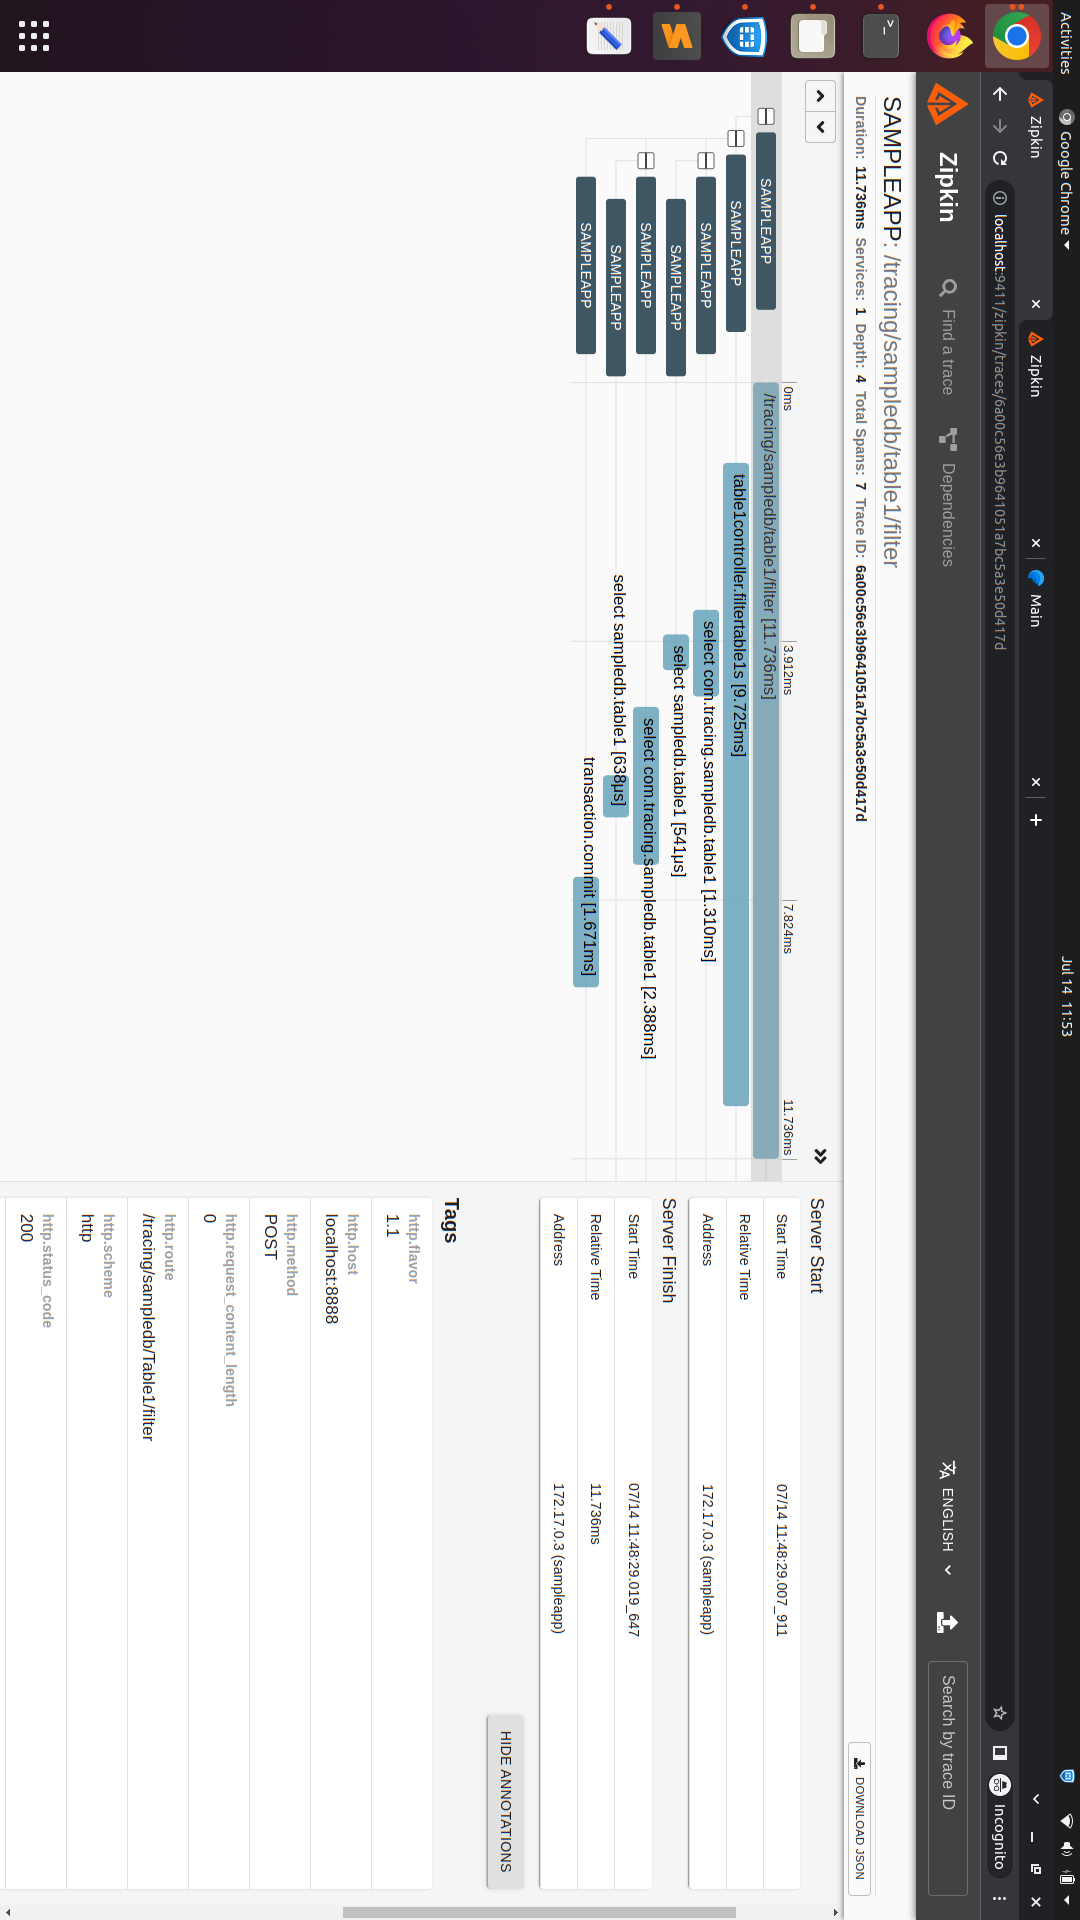 Activities
Google Chrome
Jul 14 11:53
Zipkin
Zipkin
Main
localhost:9411/zipkin/traces/6a00c56e3b9641051a7bc5a3e50d417d
Incognito
Zipkin
Find a trace
Dependencies
ENGLISH
Search by trace ID
SAMPLEAPP: /tracing/sampledb/table1/filter
Duration: 11.736ms Services: 1 Depth: 4 Total Spans: 7 Trace ID: 6a00c56e3b9641051a7bc5a3e50d417d
DOWNLOAD JSON
0ms
3.912ms
7.824ms
11.736ms
SAMPLEAPP
/tracing/sampledb/table1/filter [11.736ms]
SAMPLEAPP
table1controller.filtertable1s [9.725ms]
SAMPLEAPP
select com.tracing.sampledb.table1 [1.310ms]
SAMPLEAPP
select sampledb.table1 [541µs]
SAMPLEAPP
select com.tracing.sampledb.table1 [2.388ms]
SAMPLEAPP
select sampledb.table1 [638µs]
SAMPLEAPP
transaction.commit [1.671ms]
Server Start
Start Time 07/14 11:48:29.007_911
Relative Time
Address 172.17.0.3 (sampleapp)
Server Finish
Start Time 07/14 11:48:29.019_647
Relative Time 11.736ms
Address 172.17.0.3 (sampleapp)
HIDE ANNOTATIONS
Tags
http.flavor
1.1
http.host
localhost:8888
http.method
POST
http.request_content_length
0
http.route
/tracing/sampledb/Table1/filter
http.scheme
http
http.status_code
200